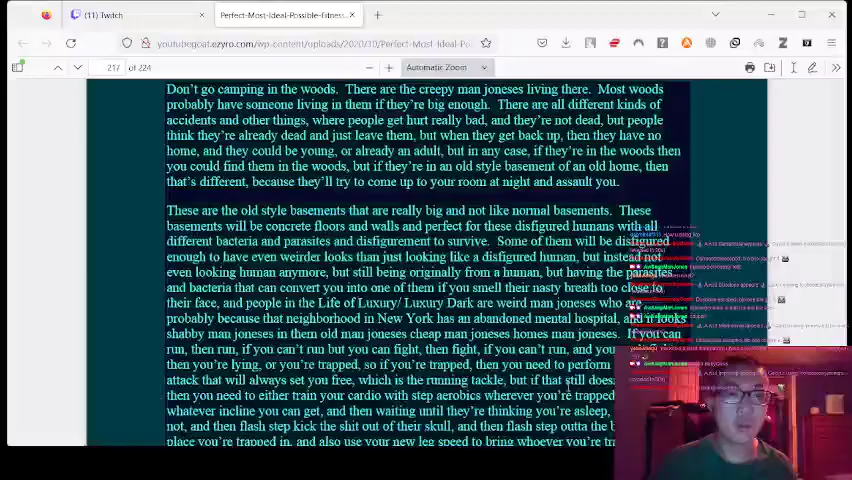 (11) Twitch
Perfect-Most-Ideal-Possible-Fitness
youtubegoat.ezyro.com/wp-content/uploads/2020/10/Perfect-Most-Ideal-Po
217 of 224
Automatic Zoom
Don't go camping in the woods. There are the creepy man joneses living there. Most woods
probably have someone living in them if they're big enough. There are all different kinds of
accidents and other things, where people get hurt really bad, and they're not dead, but people
think they're already dead and just leave them, but when they get back up, then they have no
home, and they could be young, or already an adult, but in any case, if they're in the woods then
you could find them in the woods, but if they're in an old style basement of an old home, then
that's different, because they'll try to come up to your room at night and assault you.
These are the old style basements that are really big and not like normal basements. These
basements will be concrete floors and walls and perfect for these disfigured humans with all
different bacteria and parasites and disfigurement to survive. Some of them will be disfigured
enough to have even weirder looks than just looking like a disfigured human, but instead not
even looking human anymore, but still being originally from a human, but having the parasites
and bacteria that can convert you into one of them if you smell their nasty breath too close to
their face, and people in the Life of Luxury/ Luxury Dark are weird man joneses who are
probably because that neighborhood in New York has an abandoned mental hospital, and it looks
shabby man joneses in them old man joneses cheap man joneses homes man joneses. If you can
run, then run, if you can't run but you can fight, then fight, if you can't run, and you
then you're lying, or you're trapped, so if you're trapped, then you need to perform
attack that will always set you free, which is the running tackle, but if that still does
then you need to either train your cardio with step aerobics wherever you're trapped
whatever incline you can get, and then waiting until they're thinking you're asleep,
not, and then flash step kick the shit out of their skull, and then flash step outta the b
place you're trapped in, and also use your new leg speed to bring whoever you're tra